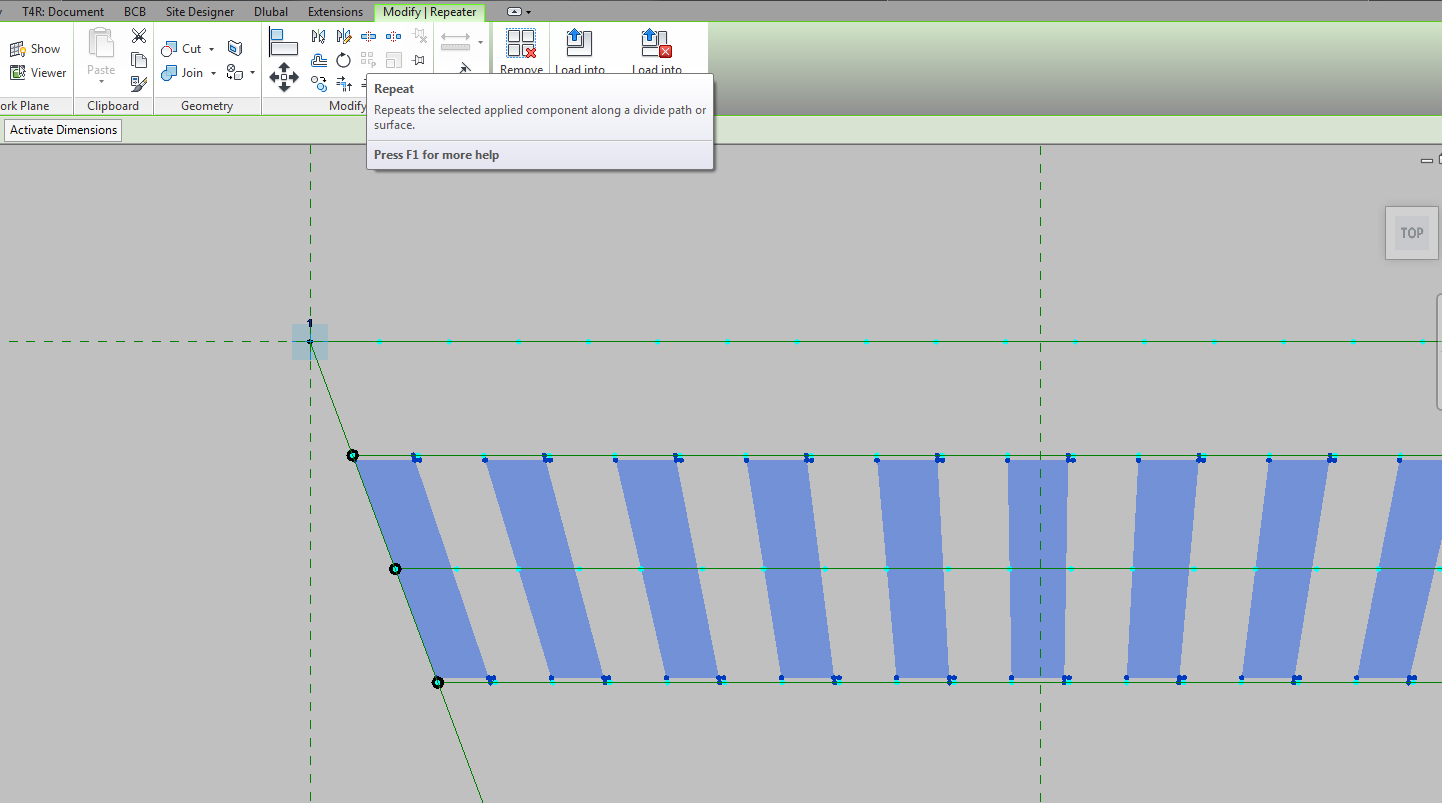 T4R: Document BCB Site Designer Dlubal Extensions Modify | Repeater
Show
Viewer
Paste
Cut
Join
Remove
Load into
Load into
ork Plane
Clipboard
Geometry
Modify
Repeat
Repeats the selected applied component along a divide path or
surface.
Press F1 for more help
Activate Dimensions
TOP
1